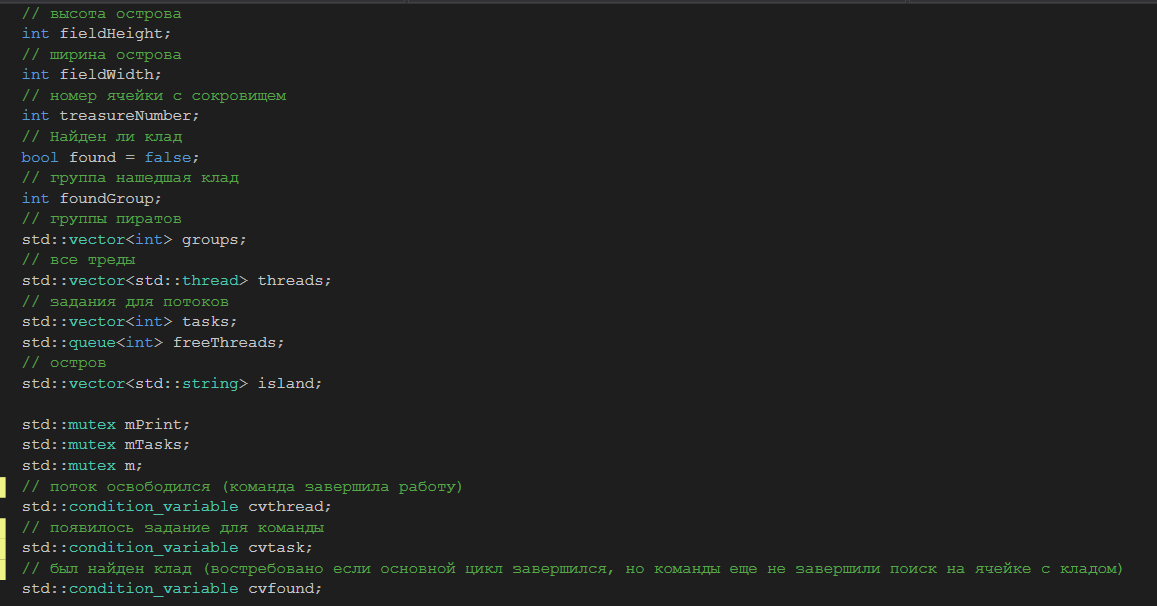 // высота острова
int fieldHeight;
// ширина острова
int fieldWidth;
// номер ячейки с сокровищем
int treasureNumber;
// Найден ли клад
bool found = false;
// группа нашедшая клад
int foundGroup;
// группы пиратов
std::vector<int> groups;
// все треды
std::vector<std::thread> threads;
// задания для потоков
std::vector<int> tasks;
std::queue<int> freeThreads;
// остров
std::vector<std::string> island;
std::mutex mPrint;
std::mutex mTasks;
std::mutex m;
// поток освободился (команда завершила работу)
std::condition_variable cvthread;
// появилось задание для команды
std::condition_variable cvtask;
// был найден клад (востребовано если основной цикл завершился, но команды еще не завершили поиск на ячейке с кладом)
std::condition_variable cvfound;